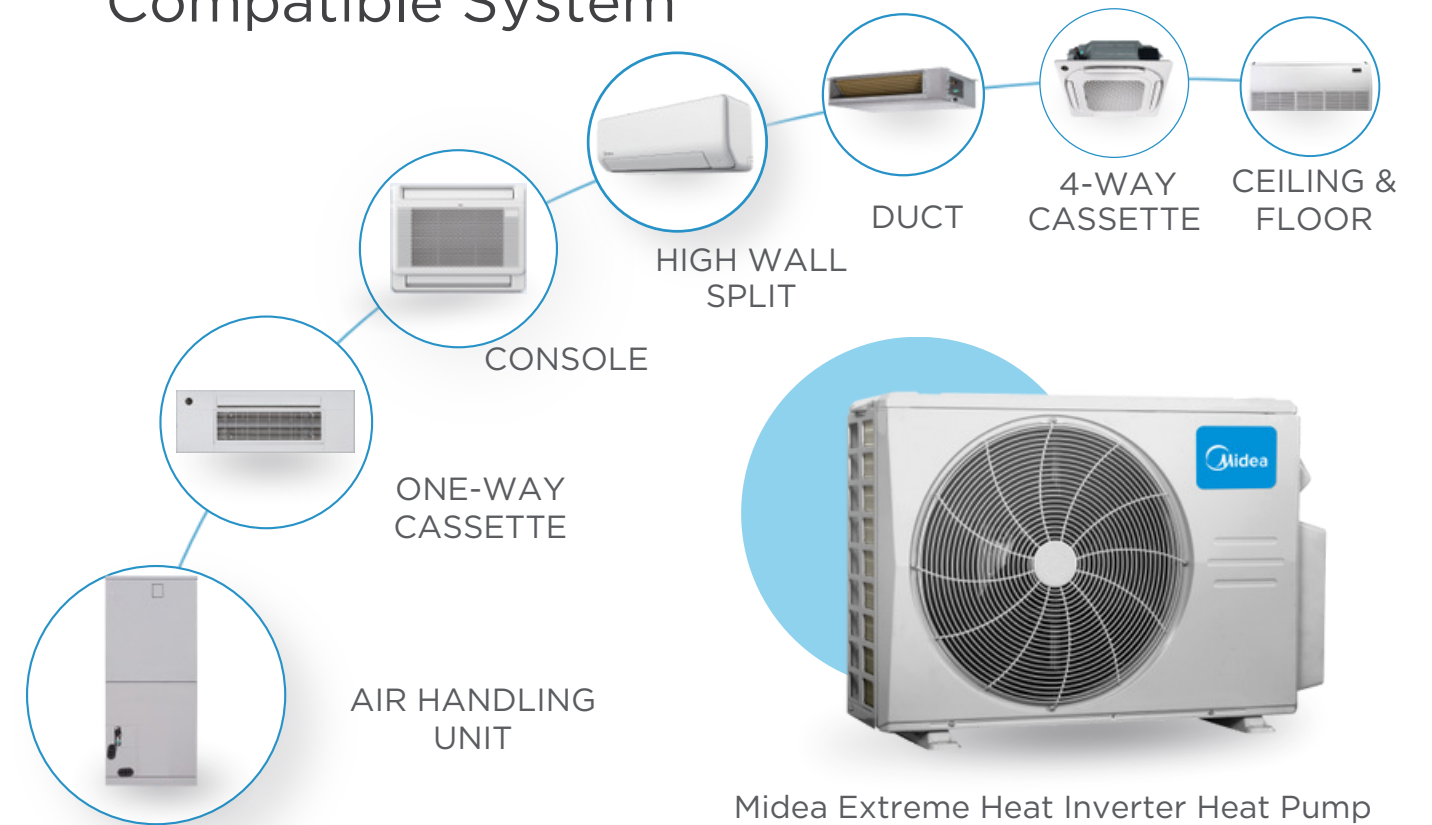 Compatible System
4-WAY
CASSETTE
CEILING &
FLOOR
DUCT
HIGH WALL
SPLIT
CONSOLE
Midea
ONE-WAY
CASSETTE
AIR HANDLING
UNIT
Midea Extreme Heat Inverter Heat Pump